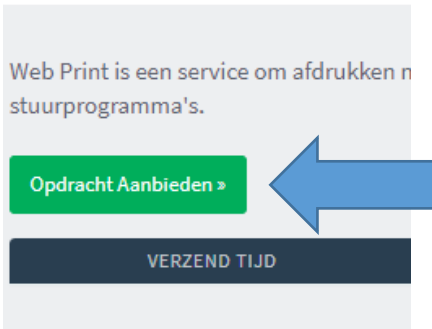 Web Print is een service om afdrukken
stuurprogramma's.
Opdracht Aanbieden »
VERZEND TIJD